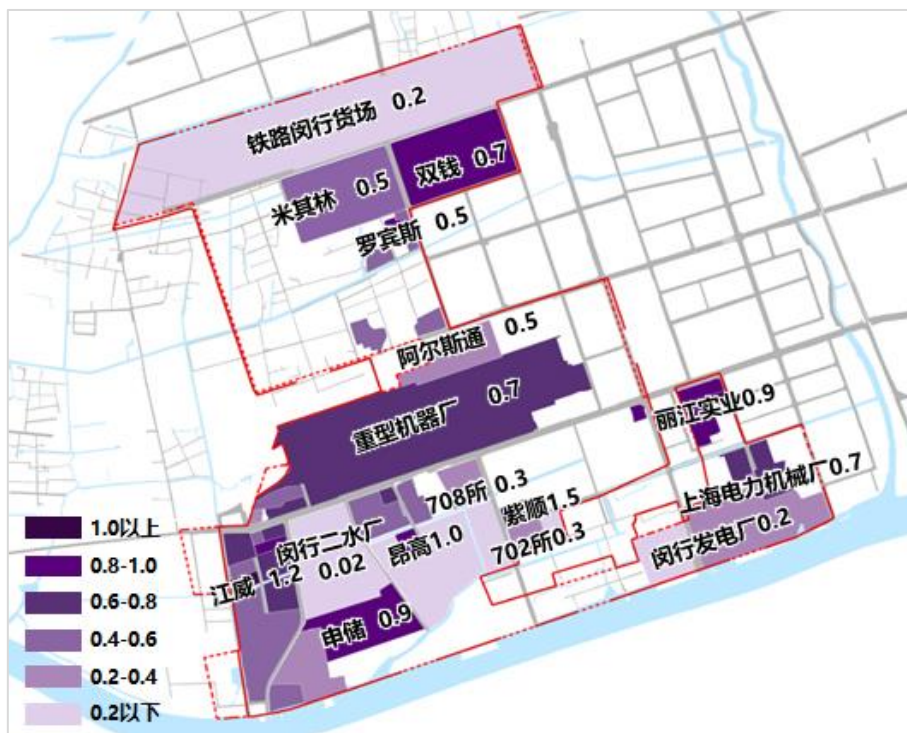 铁路闵行货场 0.2
双钱 0.7
米其林 0.5
罗宾斯 0.5
阿尔斯通 0.5
重型机器厂 0.7
丽江实业0.9
上海电力机械厂0.7
708所 0.3
紫顺1.5
闵行二水厂
0.02
昂高1.0
702所0.3
闵行发电厂0.2
江威 1.2
申储 0.9
1.0以上
0.8-1.0
0.6-0.8
0.4-0.6
0.2-0.4
0.2以下